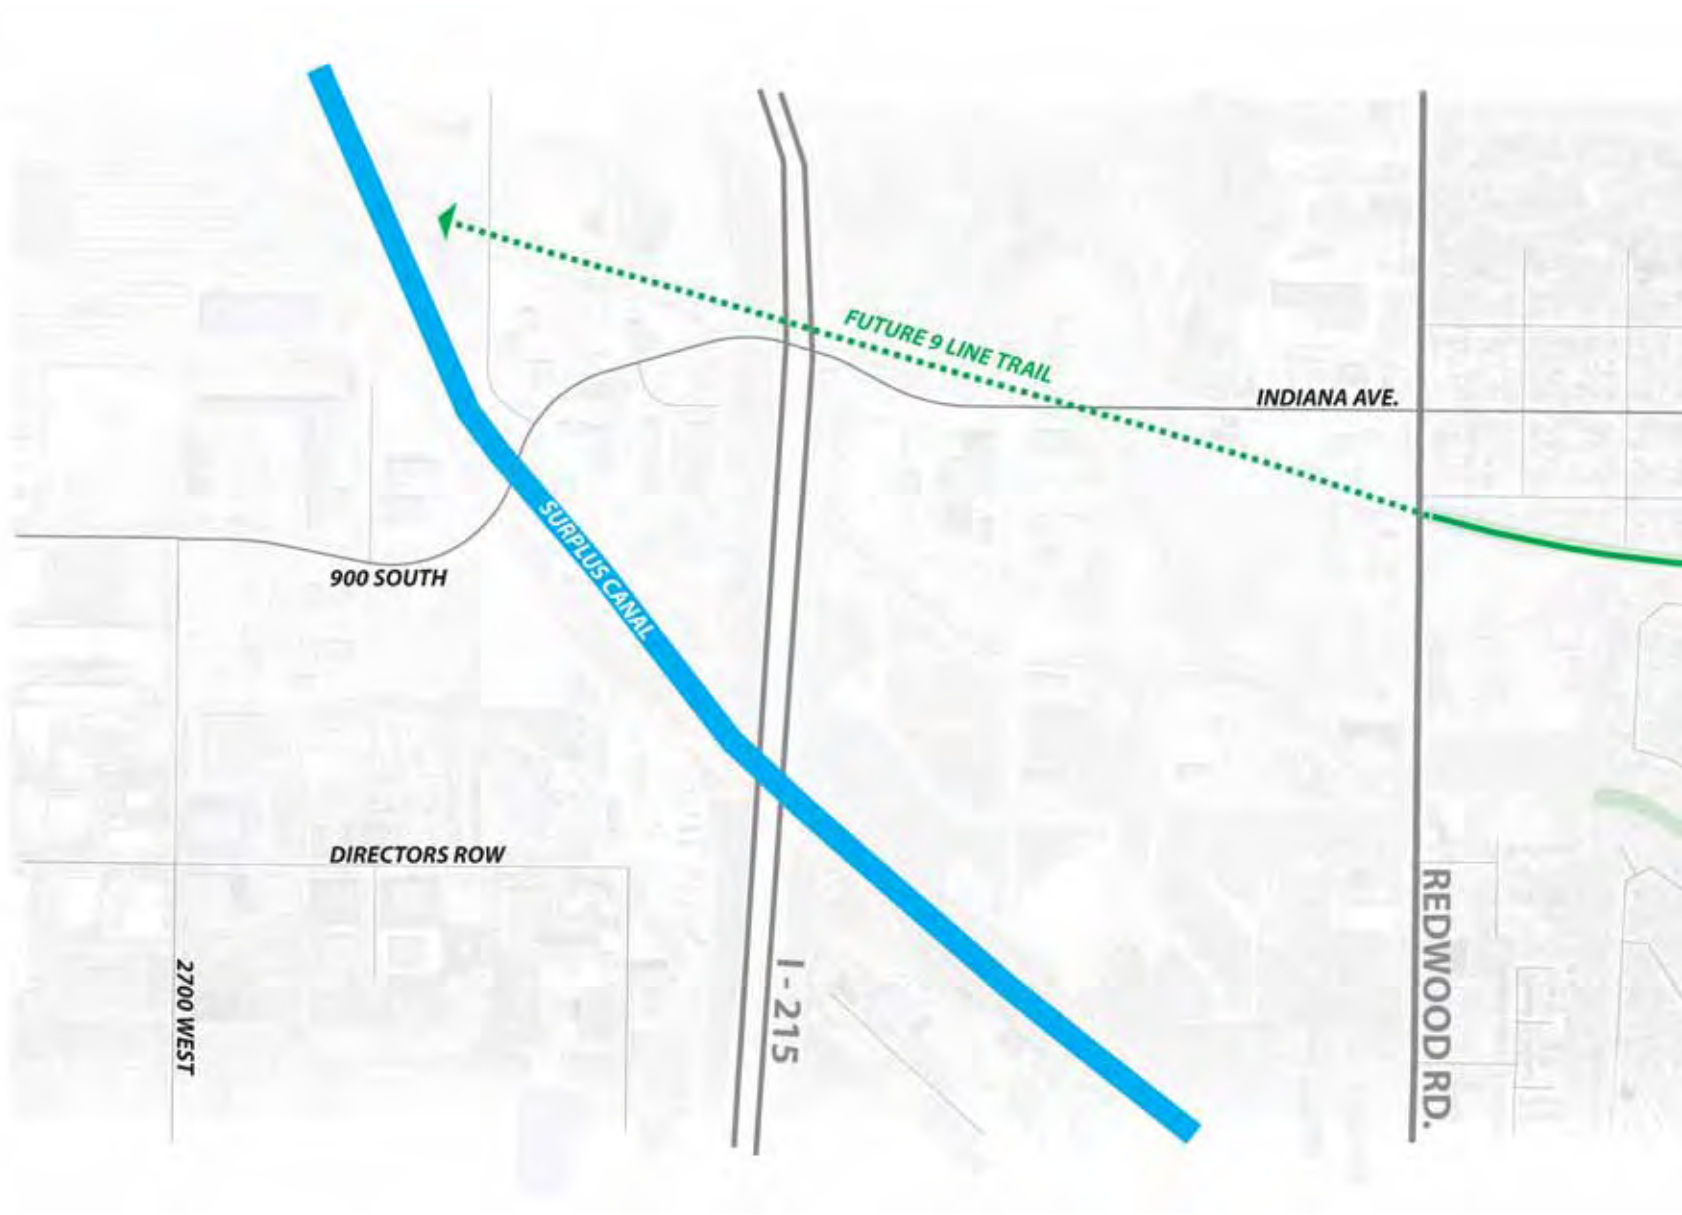 FUTURE 9 LINE TRAIL
INDIANA AVE.
SURPLUS CANAL
900 SOUTH
DIRECTORS ROW
2700 WEST
I - 215
REDWOOD RD.